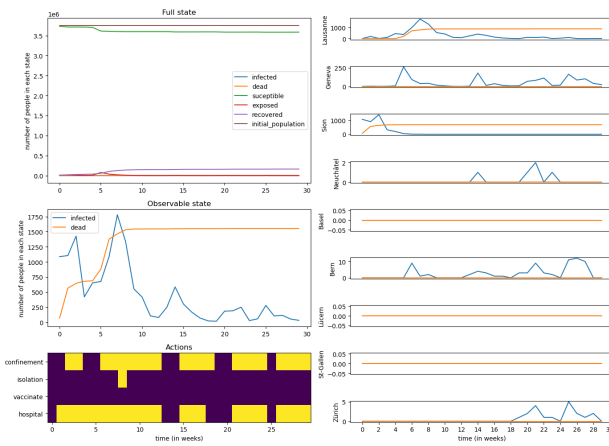 Full state
1e6
3.5
3.0
2.5
2.0
1.5
1.0
0.5
0.0
number of people in each state
infected
dead
suceptible
exposed
recovered
initial_population
0 5 10 15 20 25 30
Observable state
1750
1500
1250
1000
750
500
250
0
number of people in each state
infected
dead
0 5 10 15 20 25 30
Actions
confinement
isolation
vaccinate
hospital
0 5 10 15 20 25
time (in weeks)
Lausanne
1000
0
Geneva
250
0
Sion
1000
0
Neuchâtel
2
1
0
Basel
0.05
0.00
−0.05
Bern
10
5
0
Lucern
0.05
0.00
−0.05
St-Gallen
0.05
0.00
−0.05
Zürich
5
0
0 2 4 6 8 10 12 14 16 18 20 22 24 26 28
time (in weeks)